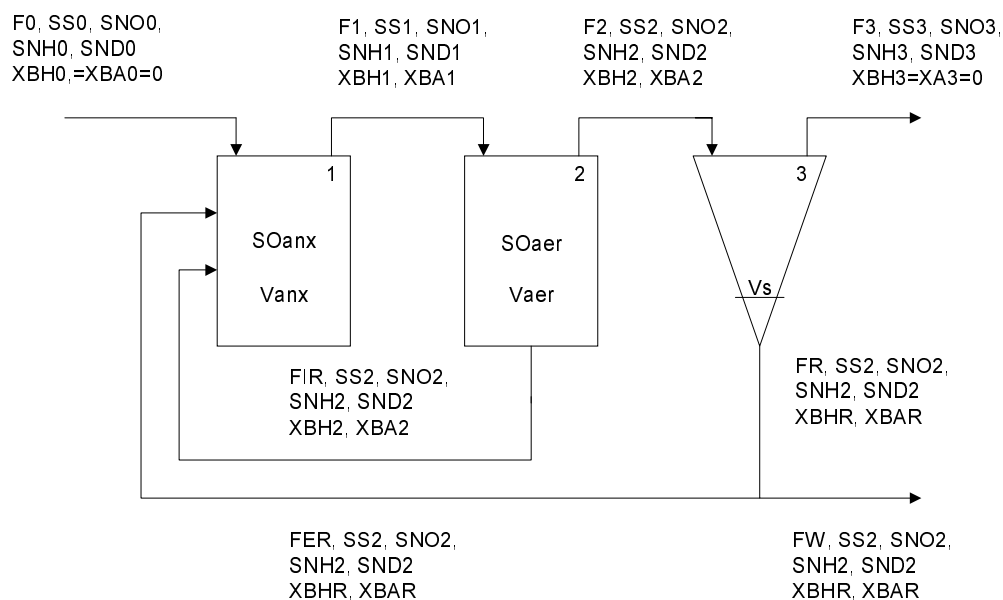 F0, SS0, SNO0,
SNH0, SND0
XBH0,=XBA0=0
F1, SS1, SNO1,
SNH1, SND1
XBH1, XBA1
F2, SS2, SNO2,
SNH2, SND2
XBH2, XBA2
F3, SS3, SNO3,
SNH3, SND3
XBH3=XA3=0
1
SOanx
Vanx
2
SOaer
Vaer
3
Vs
FIR, SS2, SNO2,
SNH2, SND2
XBH2, XBA2
FR, SS2, SNO2,
SNH2, SND2
XBHR, XBAR
FER, SS2, SNO2,
SNH2, SND2
XBHR, XBAR
FW, SS2, SNO2,
SNH2, SND2
XBHR, XBAR